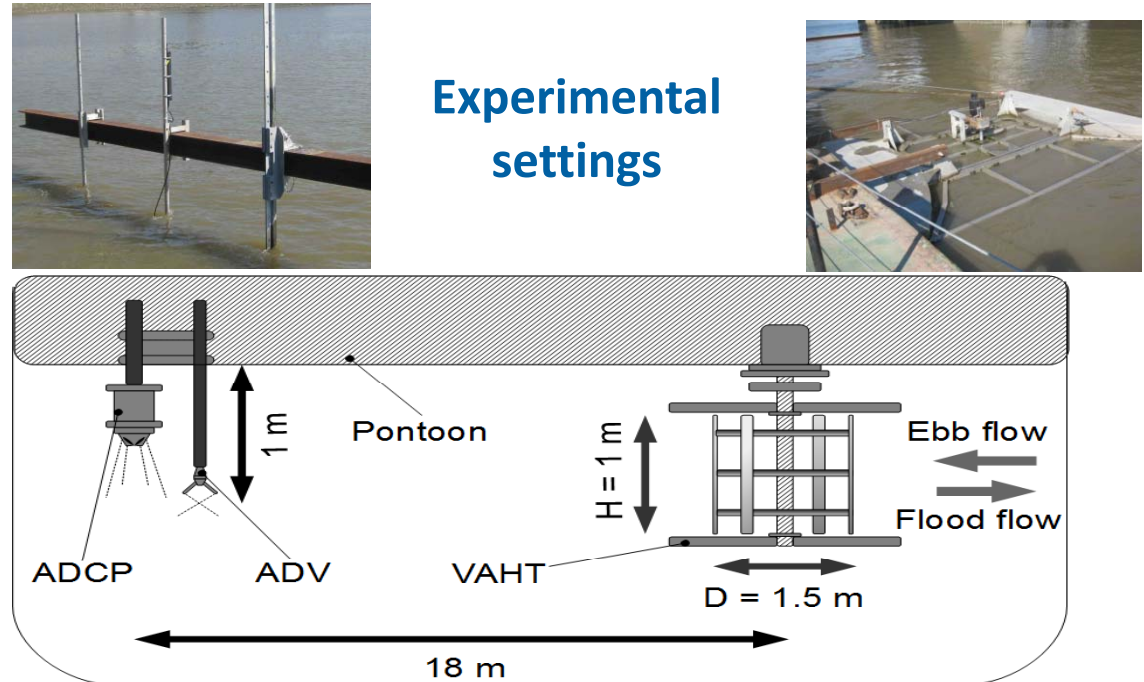 Experimental
settings
Pontoon
1 m
H = 1 m
Ebb flow
Flood flow
ADCP
ADV
VAHT
D = 1.5 m
18 m